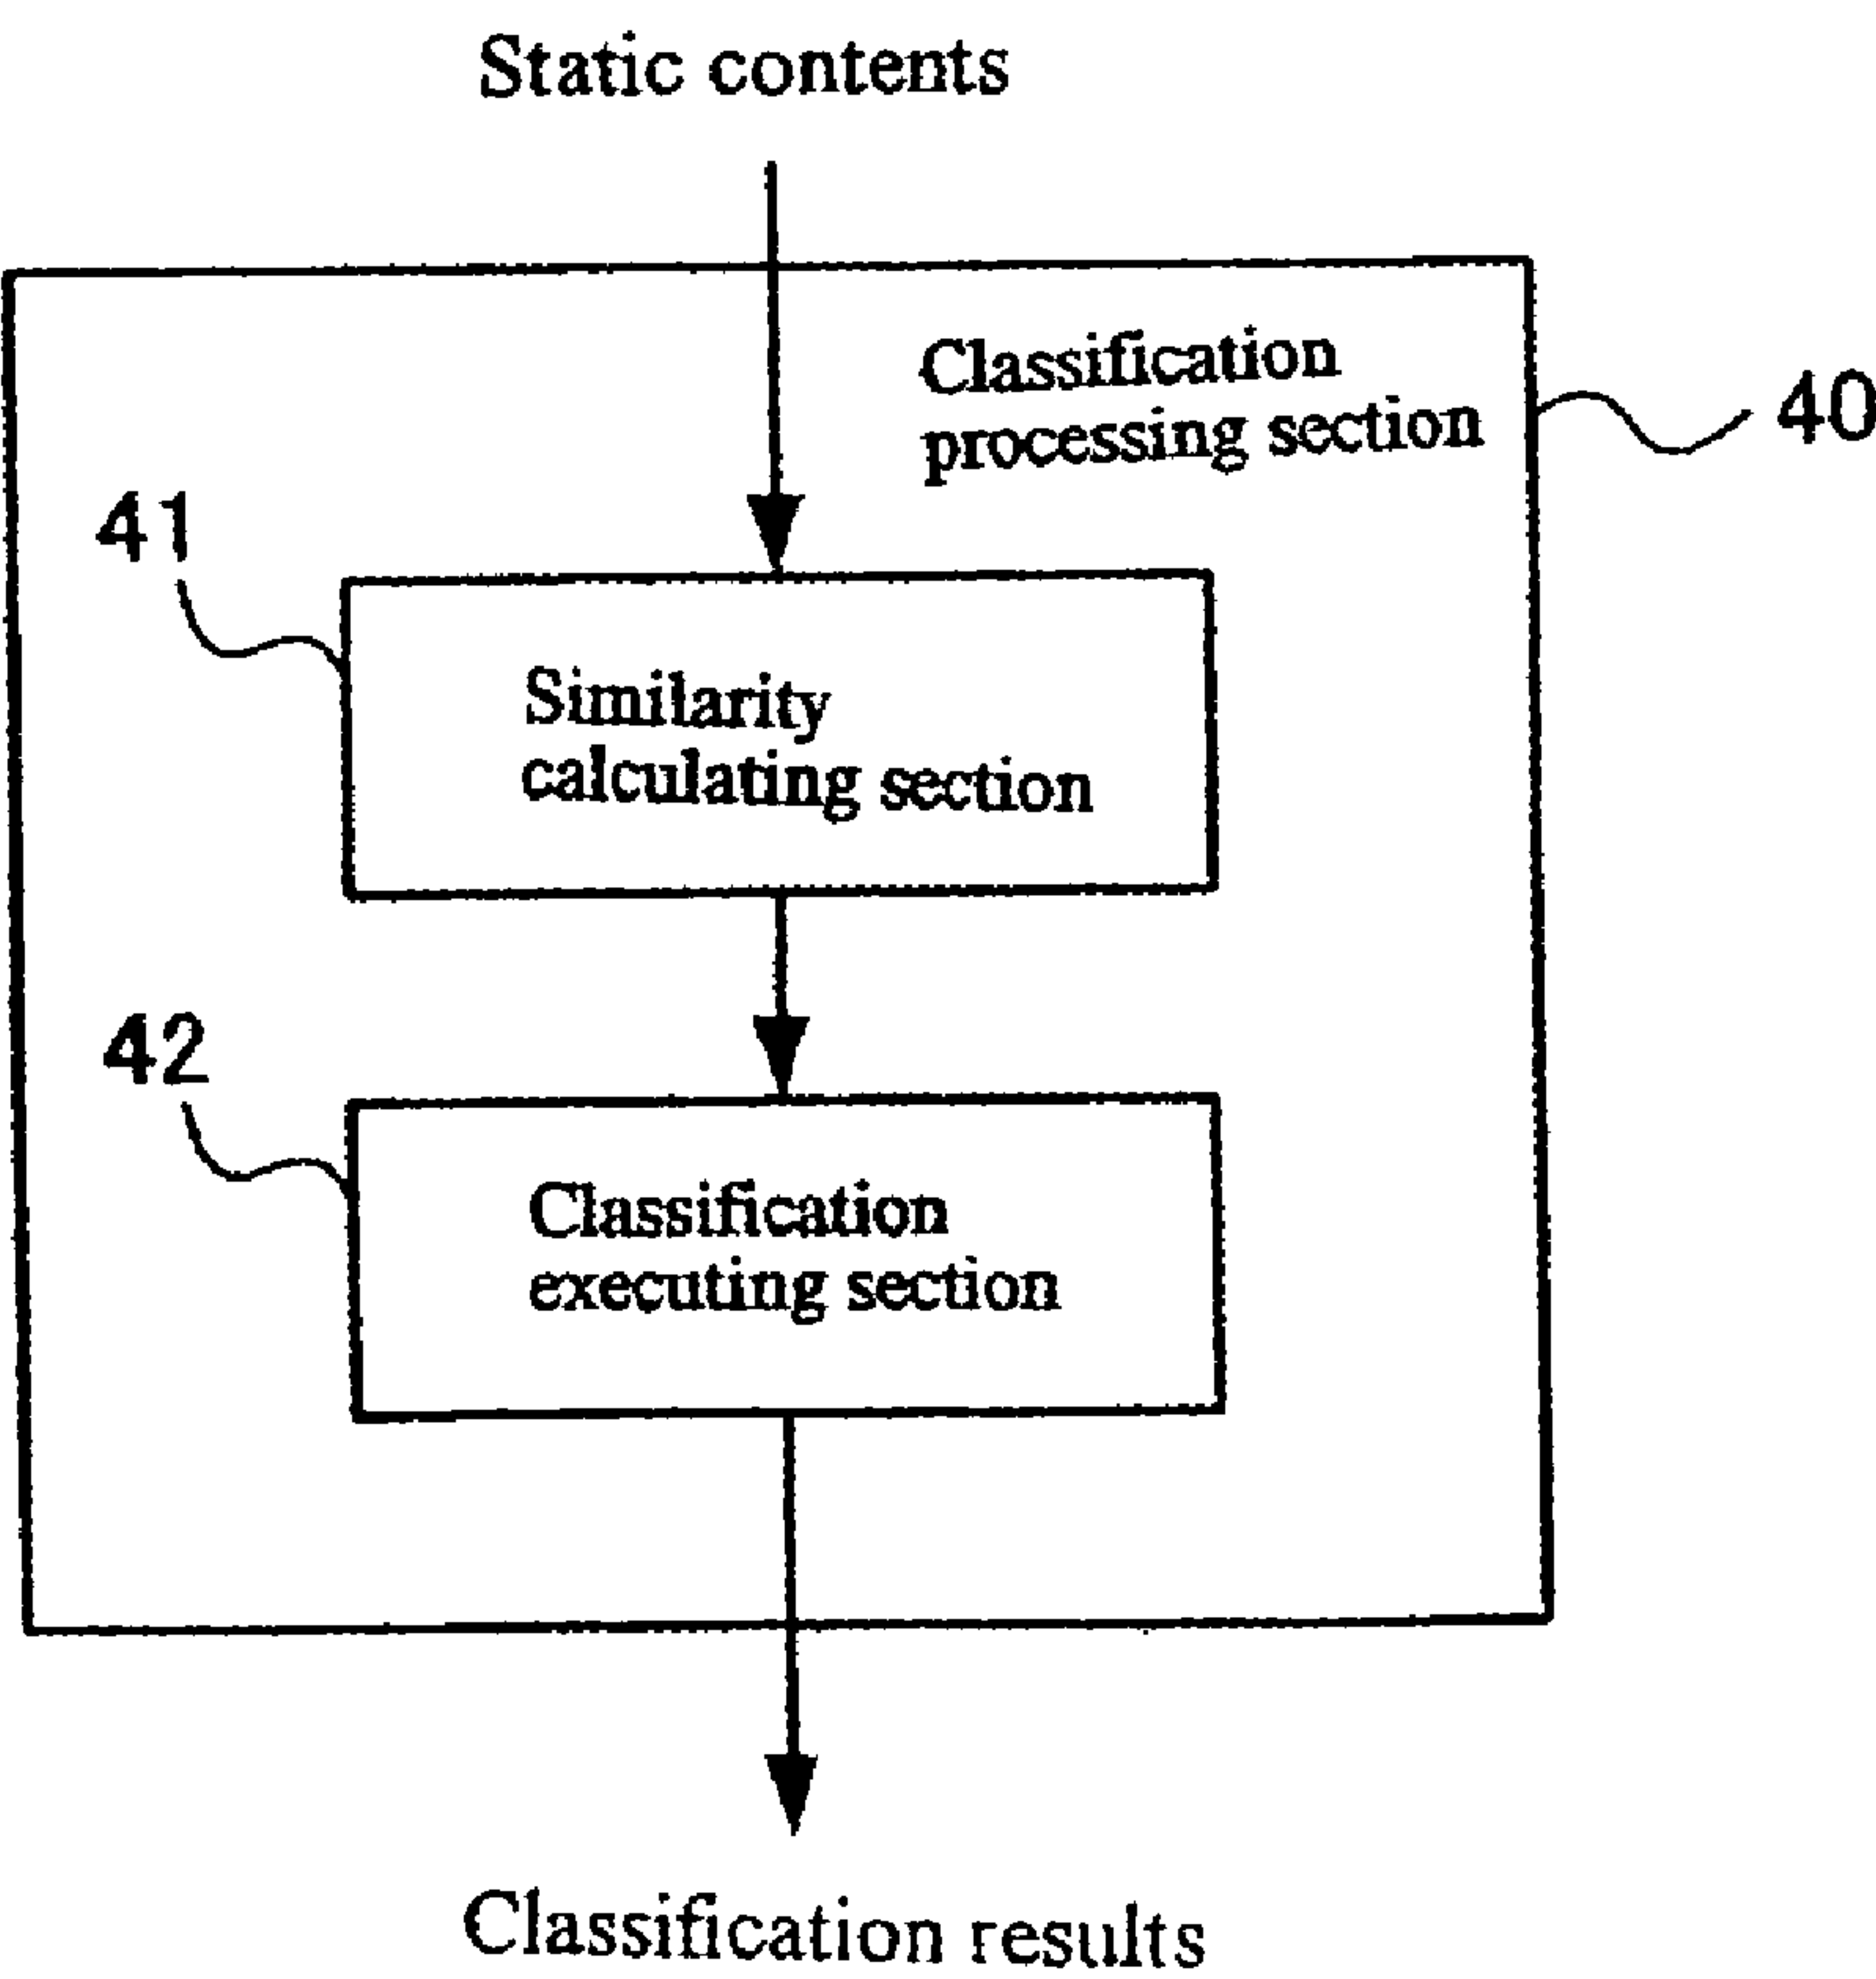 Static contents
Classification
processing section
40
41
Similarity
calculating section
42
Classification
executing section
Classification results